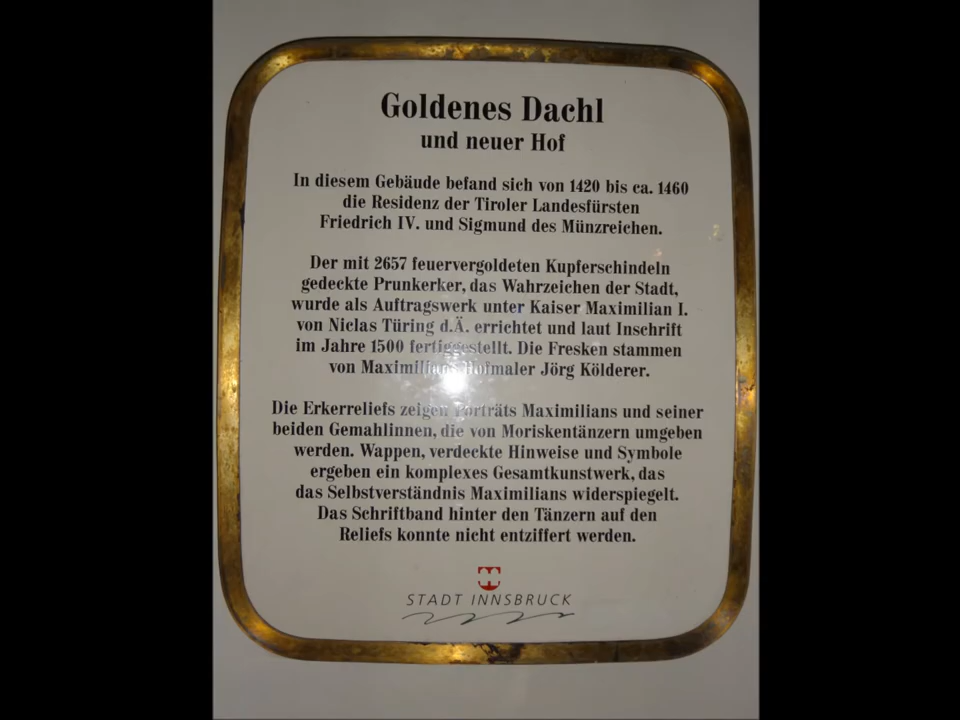 Goldenes Dachl
und neuer Hof
In diesem Gebäude befand sich von 1420 bis ca. 1460
die Residenz der Tiroler Landesfürsten
Friedrich IV. und Sigmund des Münzreichen.
Der mit 2657 feuervergoldeten Kupferschindeln
gedeckte Prunkerker, das Wahrzeichen der Stadt,
wurde als Auftragswerk unter Kaiser Maximilian I.
von Niclas Türing d.Ä. errichtet und laut Inschrift
im Jahre 1500 fertiggestellt. Die Fresken stammen
von Maximilians Hofmaler Jörg Kölderer.
Die Erkerreliefs zeigen Porträts Maximilians und seiner
beiden Gemahlinnen, die von Moriskentänzern umgeben
werden. Wappen, verdeckte Hinweise und Symbole
ergeben ein komplexes Gesamtkunstwerk, das
das Selbstverständnis Maximilians widerspiegelt.
Das Schriftband hinter den Tänzern auf den
Reliefs konnte nicht entziffert werden.
STADT INNSBRUCK